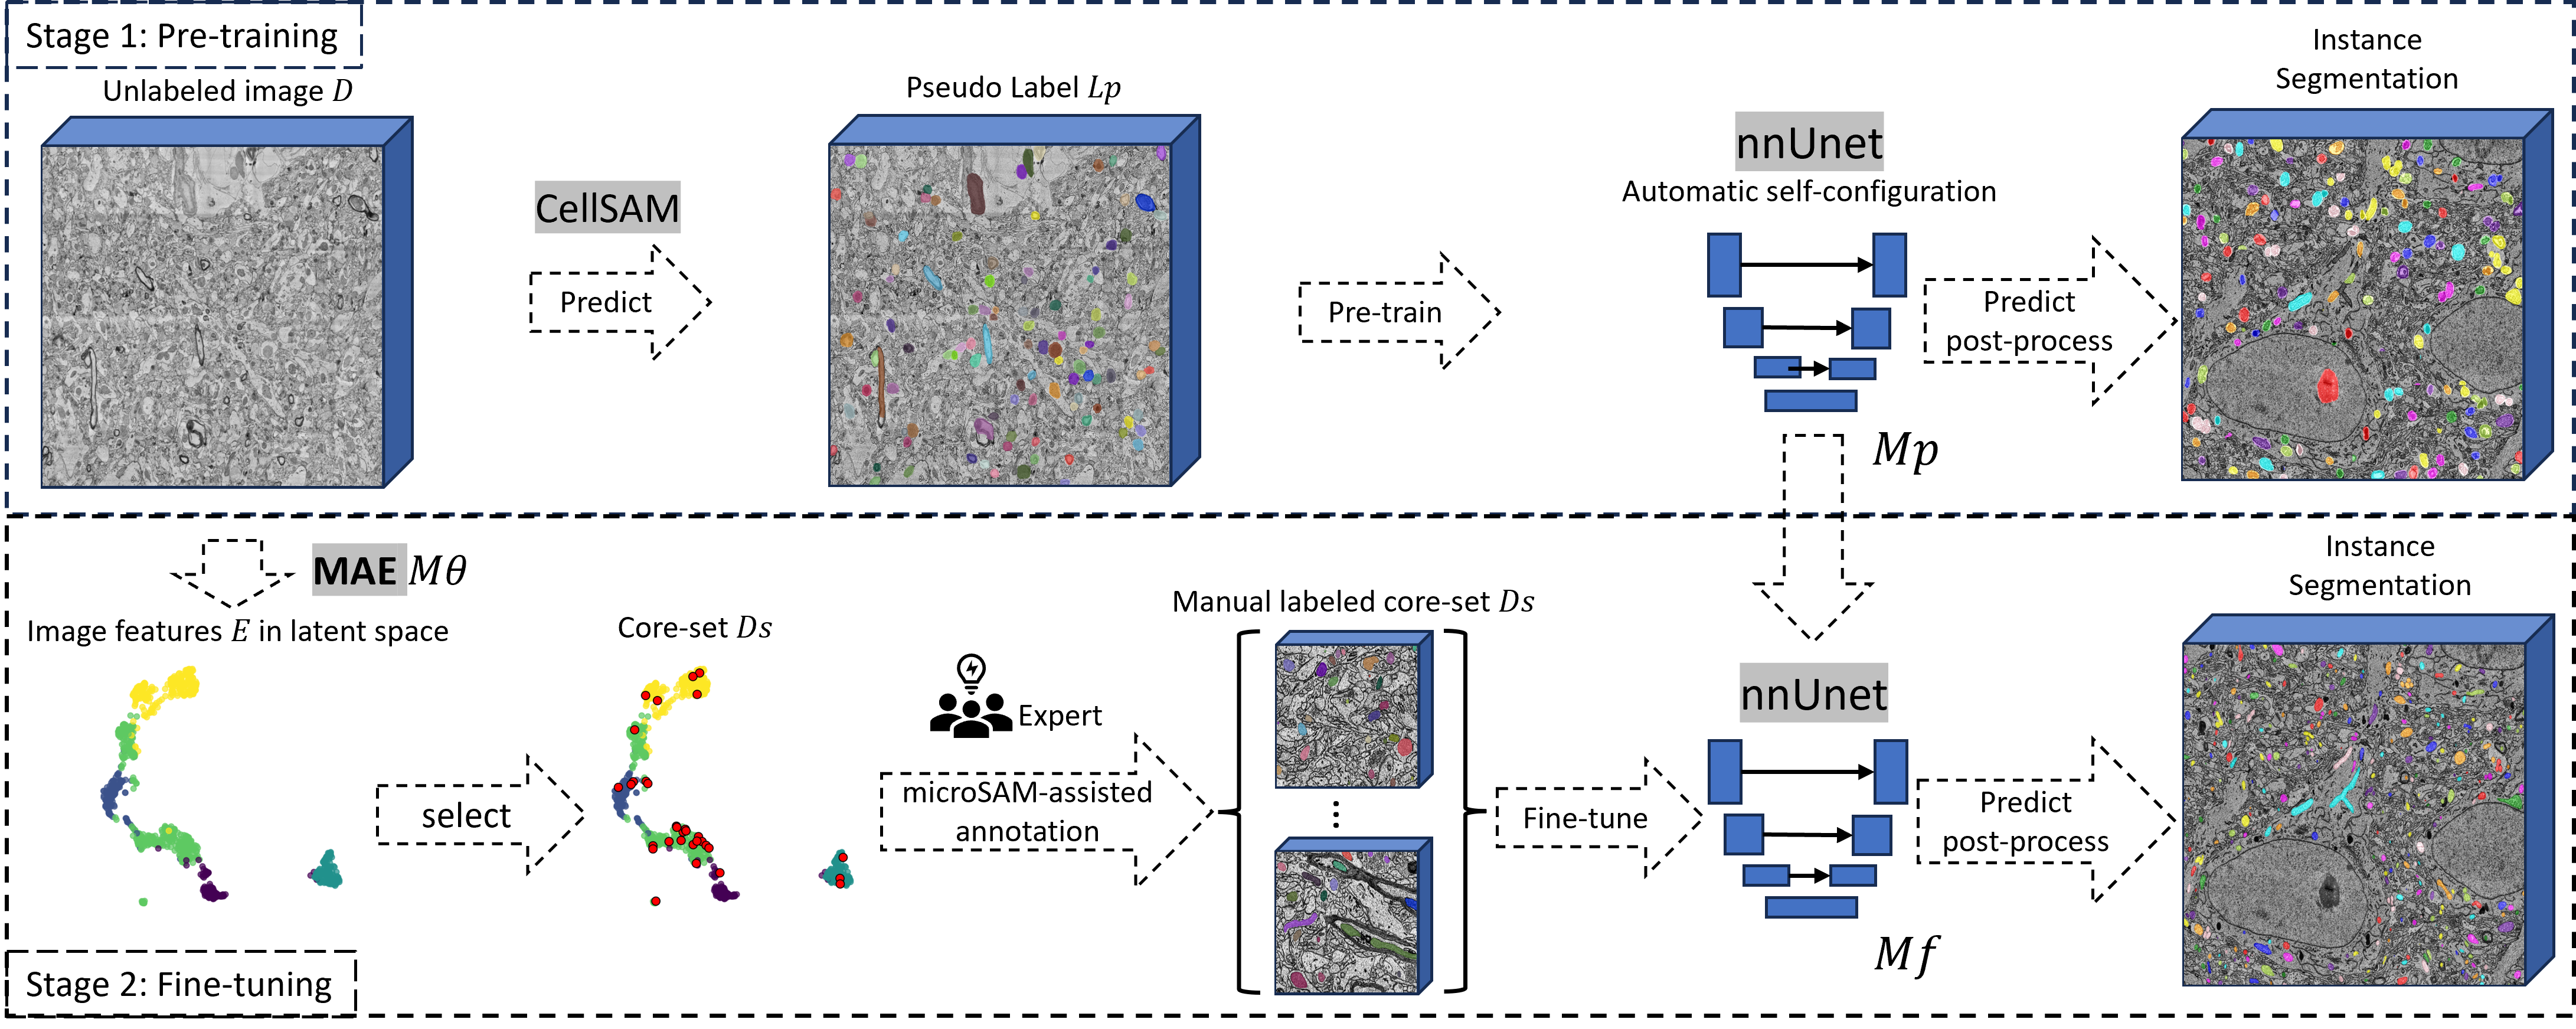 Stage 1: Pre-training
Unlabeled image D
CellSAM
Predict
Pseudo Label Lp
Pre-train
nnUnet
Automatic self-configuration
Mp
Predict
post-process
Instance
Segmentation
MAE Mθ
Image features E in latent space
select
Core-set Ds
Expert
microSAM-assisted
annotation
Manual labeled core-set Ds
⋮
Fine-tune
nnUnet
Mf
Predict
post-process
Instance
Segmentation
Stage 2: Fine-tuning